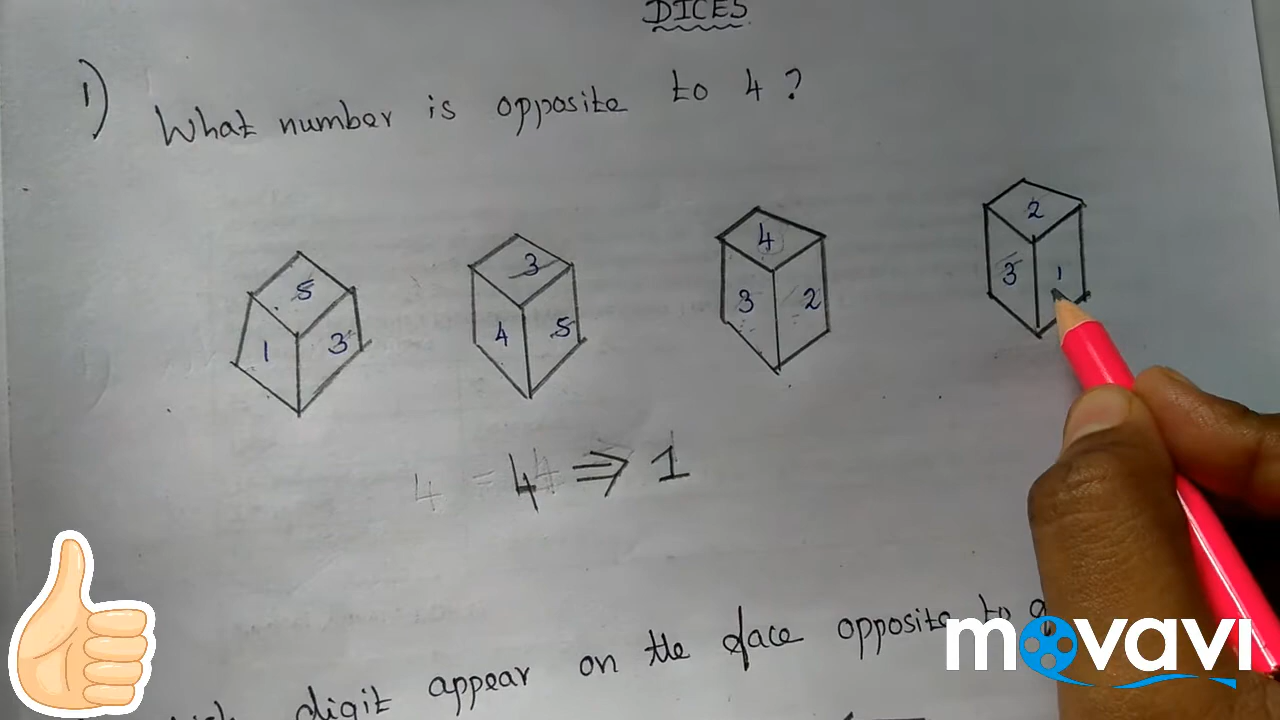 DICES
1) What number is opposite to 4 ?
5
1 3
3
4 5
4
3 2
2
3 1
4 = 4 ⇒ 1
digit appear on the face opposite to
movavi